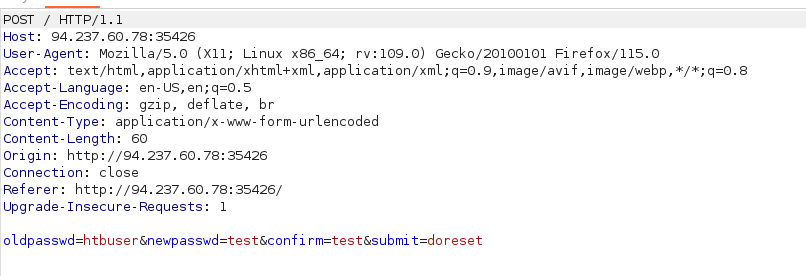 POST / HTTP/1.1
Host: 94.237.60.78:35426
User-Agent: Mozilla/5.0 (X11; Linux x86_64; rv:109.0) Gecko/20100101 Firefox/115.0
Accept: text/html,application/xhtml+xml,application/xml;q=0.9,image/avif,image/webp,*/*;q=0.8
Accept-Language: en-US,en;q=0.5
Accept-Encoding: gzip, deflate, br
Content-Type: application/x-www-form-urlencoded
Content-Length: 60
Origin: http://94.237.60.78:35426
Connection: close
Referer: http://94.237.60.78:35426/
Upgrade-Insecure-Requests: 1
oldpasswd=htbuser&newpasswd=test&confirm=test&submit=doreset